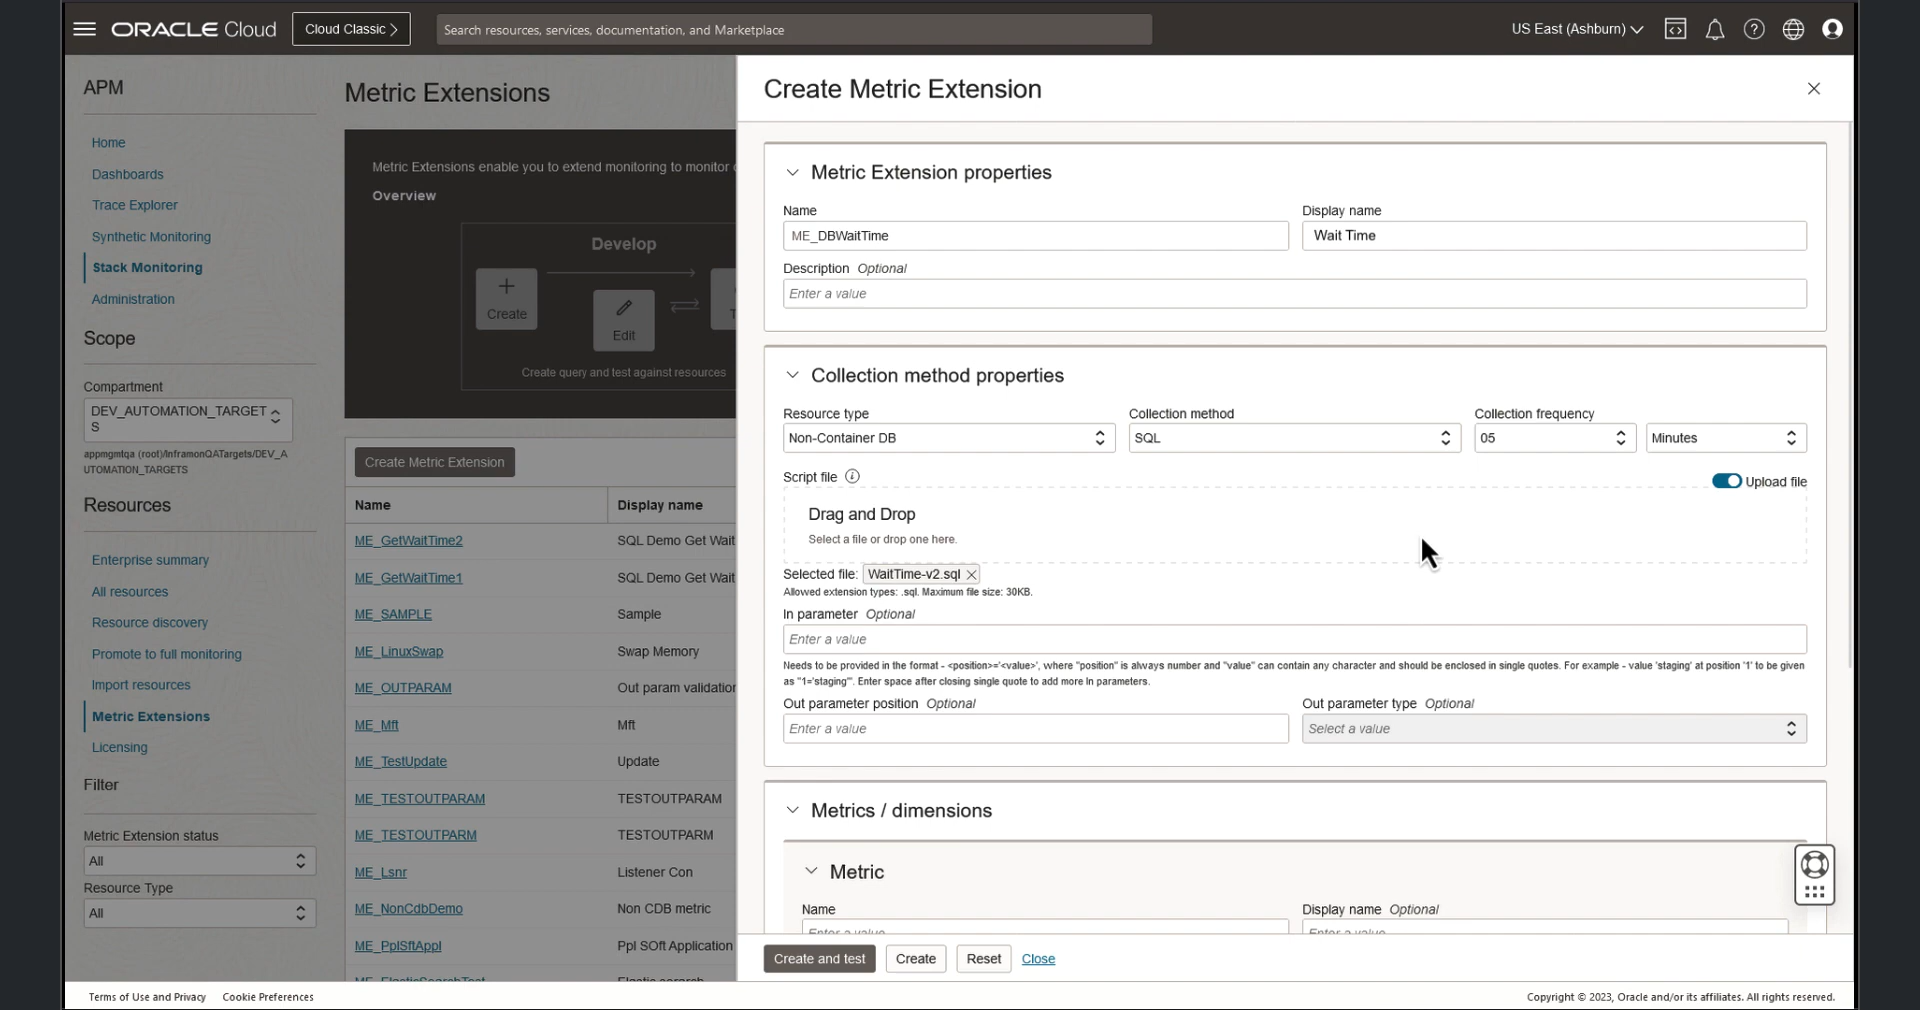 ORACLE Cloud
Cloud Classic
Search resources, services, documentation, and Marketplace
US East (Ashburn)
APM
Home
Dashboards
Trace Explorer
Synthetic Monitoring
Stack Monitoring
Administration
Scope
Compartment
DEV_AUTOMATION_TARGET
S
appmgmtqa (root)/InframonQATargets/DEV_A
UTOMATION_TARGETS
Resources
Enterprise summary
All resources
Resource discovery
Promote to full monitoring
Import resources
Metric Extensions
Licensing
Filter
Metric Extension status
All
Resource Type
All
Metric Extensions
Metric Extensions enable you to extend monitoring to monitor
Overview
Develop
Create
Edit
Create query and test against resources
Create Metric Extension
Name Display name
ME_GetWaitTime2 SQL Demo Get Wait
ME_GetWaitTime1 SQL Demo Get Wait
ME_SAMPLE Sample
ME_LinuxSwap Swap Memory
ME_OUTPARAM Out param validation
ME_Mft Mft
ME_TestUpdate Update
ME_TESTOUTPARAM TESTOUTPARAM
ME_TESTOUTPARM TESTOUTPARM
ME_Lsnr Listener Con
ME_NonCdbDemo Non CDB metric
ME_PplSftAppl Ppl SOft Application
Create Metric Extension
Metric Extension properties
Name Display name
ME_DBWaitTime Wait Time
Description Optional
Enter a value
Collection method properties
Resource type Collection method Collection frequency
Non-Container DB SQL 05 Minutes
Script file Upload file
Drag and Drop
Select a file or drop one here.
Selected file: WaitTime-v2.sql
Allowed extension types: .sql. Maximum file size: 30KB.
In parameter Optional
Enter a value
Needs to be provided in the format - <position>='<value>', where "position" is always number and "value" can contain any character and should be enclosed in single quotes. For example - value 'staging' at position '1' to be given
as "1='staging'". Enter space after closing single quote to add more In parameters.
Out parameter position Optional Out parameter type Optional
Enter a value Select a value
Metrics / dimensions
Metric
Name Display name Optional
Enter a value Enter a value
Create and test Create Reset Close
Terms of Use and Privacy Cookie Preferences
Copyright © 2023, Oracle and/or its affiliates. All rights reserved.